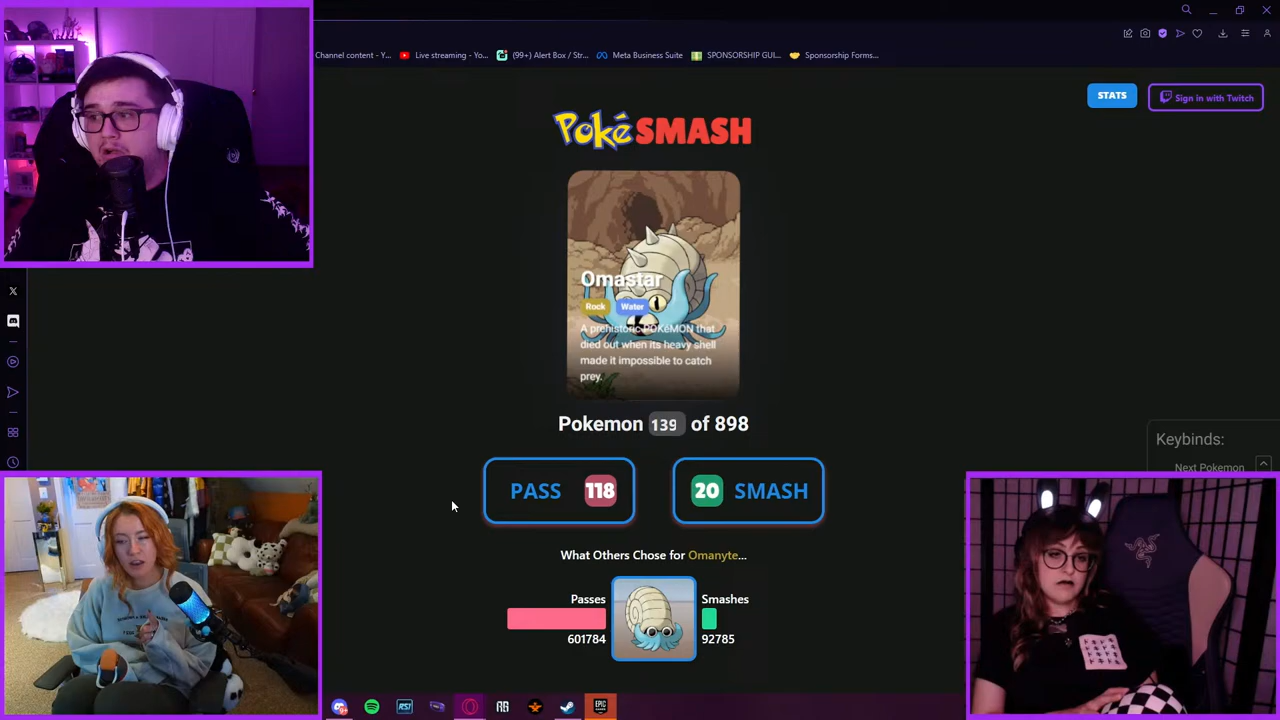 Channel content - Y...
Live streaming - Yo...
(99+) Alert Box / Str...
Meta Business Suite
SPONSORSHIP GUI...
Sponsorship Forms...
STATS
Sign in with Twitch
PokéSMASH
Omastar
Rock
Water
A prehistoric POKéMON that
died out when its heavy shell
made it impossible to catch
prey.
Pokemon 139 of 898
Keybinds:
Next Pokemon
PASS 118
20 SMASH
What Others Chose for Omanyte...
Passes
Smashes
601784
92785
RSI
EPIC